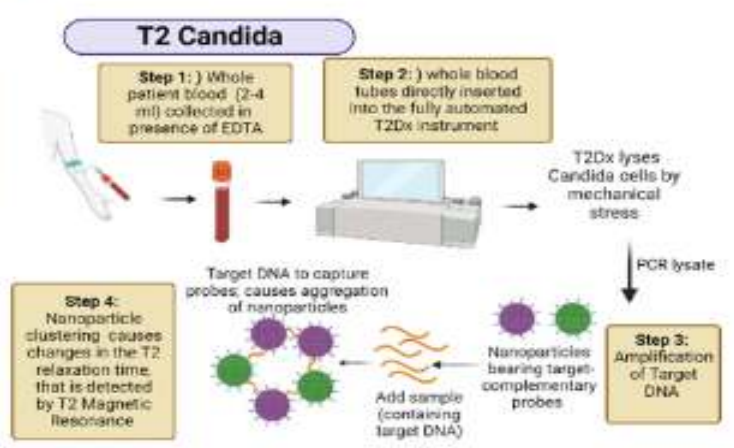 T2 Candida
Step 1: ) Whole
patient blood (2-4
ml) collected in
presence of EDTA
Step 2: ) whole blood
tubes directly inserted
into the fully automated
T2Dx instrument
T2Dx lyses
Candida cells by
mechanical
stress
PCR lysate
Step 3:
Amplification
of Target
DNA
Nanoparticles
bearing target-
complementary
probes
Add sample
(containing
target DNA)
Target DNA to capture
probes; causes aggregation
of nanoparticles
Step 4:
Nanoparticle
clustering causes
changes in the T2
relaxation time,
that is detected
by T2 Magnetic
Resonance